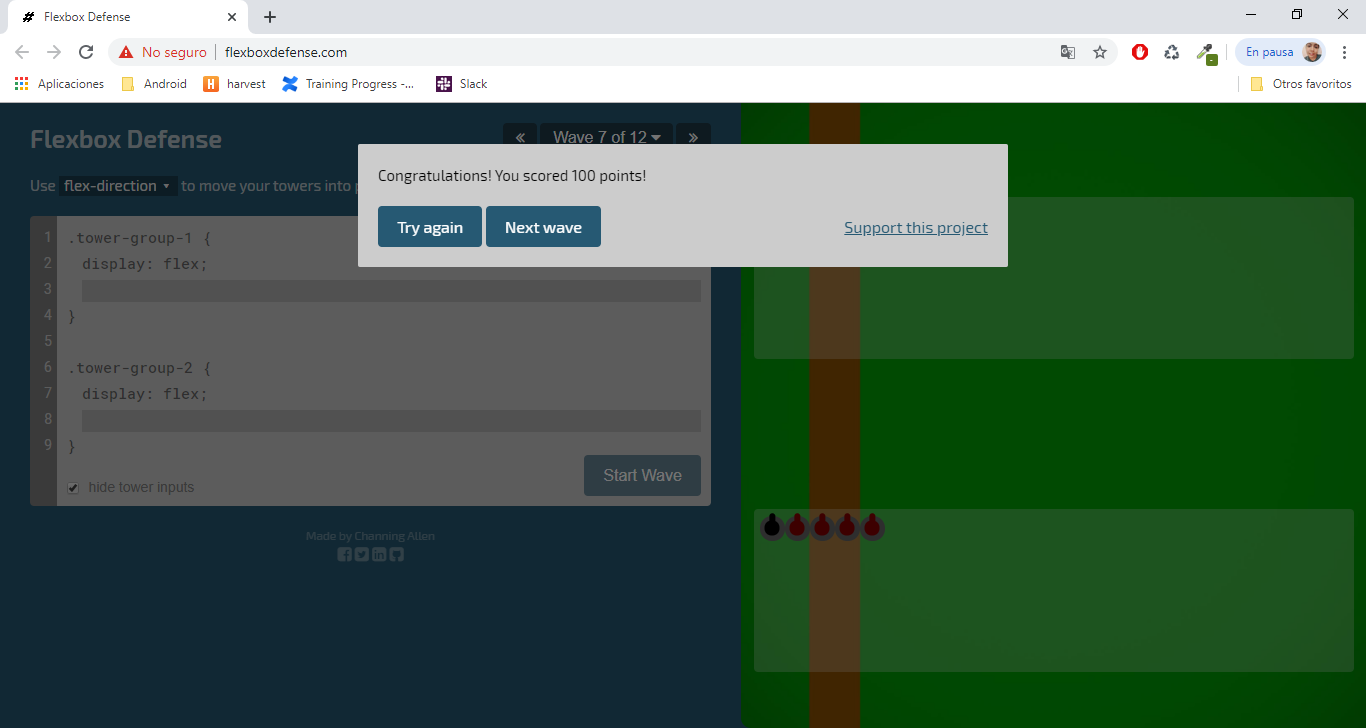 Flexbox Defense
No seguro flexboxdefense.com En pausa
Aplicaciones Android harvest Training Progress -... Slack Otros favoritos
Flexbox Defense
« Wave 7 of 12 »
Use flex-direction to move your towers into
Congratulations! You scored 100 points!
Try again Next wave Support this project
1 .tower-group-1 {
2 display: flex;
3
4 }
5
6 .tower-group-2 {
7 display: flex;
8
9 }
hide tower inputs
Start Wave
Made by Channing Allen